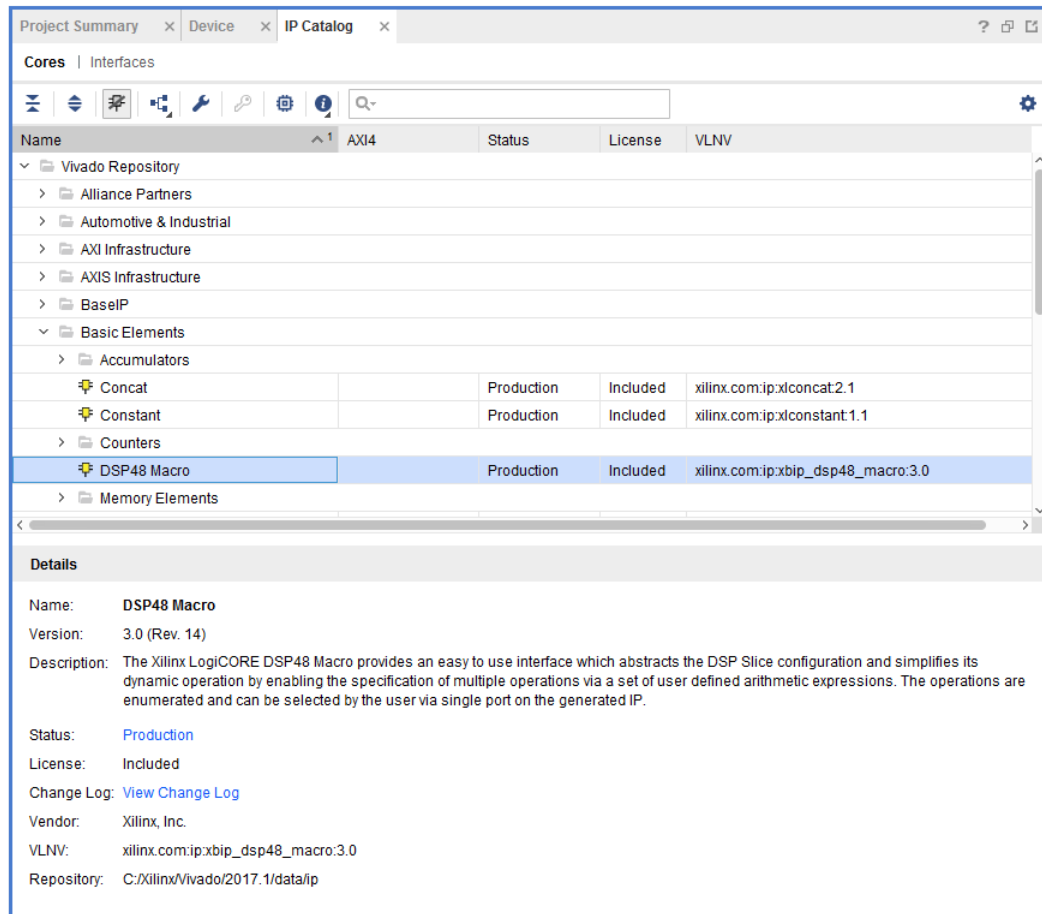 Project Summary × Device × IP Catalog × ?
Cores | Interfaces
Name 1 AXI4 Status License VLNV
Vivado Repository
Alliance Partners
Automotive & Industrial
AXI Infrastructure
AXIS Infrastructure
BaseIP
Basic Elements
Accumulators
Concat Production Included xilinx.com:ip:xlconcat:2.1
Constant Production Included xilinx.com:ip:xlconstant:1.1
Counters
DSP48 Macro Production Included xilinx.com:ip:xbip_dsp48_macro:3.0
Memory Elements
Details
Name: DSP48 Macro
Version: 3.0 (Rev. 14)
Description: The Xilinx LogiCORE DSP48 Macro provides an easy to use interface which abstracts the DSP Slice configuration and simplifies its
dynamic operation by enabling the specification of multiple operations via a set of user defined arithmetic expressions. The operations are
enumerated and can be selected by the user via single port on the generated IP.
Status: Production
License: Included
Change Log: View Change Log
Vendor: Xilinx, Inc.
VLNV: xilinx.com:ip:xbip_dsp48_macro:3.0
Repository: C:/Xilinx/Vivado/2017.1/data/ip